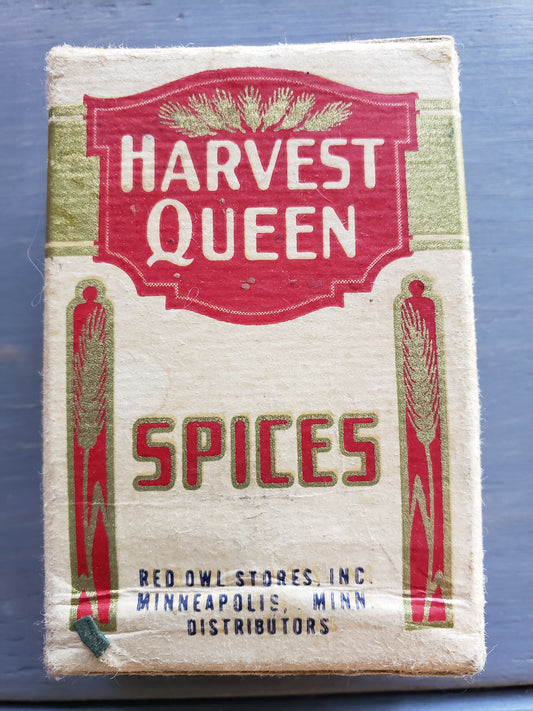 HARVEST
QUEEN
SPICES
RED OWL STORES, INC.
MINNEAPOLIS, MINN.
DISTRIBUTORS